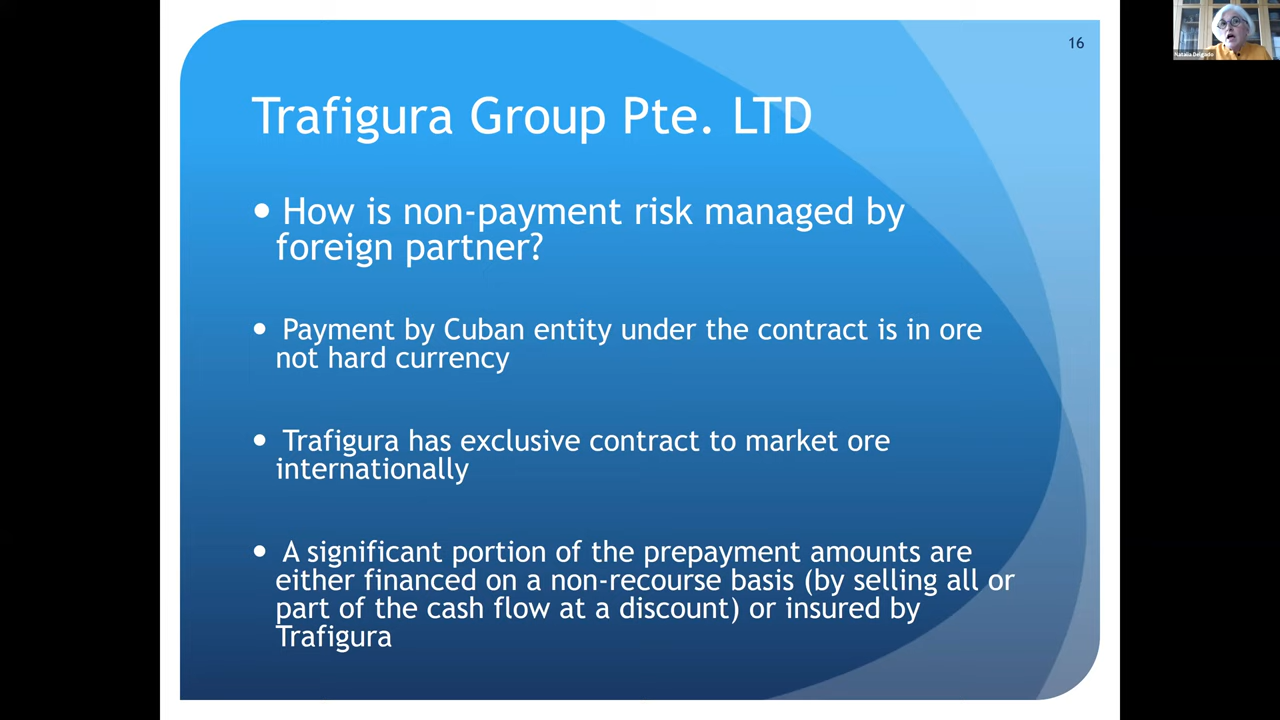 16
Natalia Delgado
Trafigura Group Pte. LTD
• How is non-payment risk managed by
foreign partner?
• Payment by Cuban entity under the contract is in ore
not hard currency
• Trafigura has exclusive contract to market ore
internationally
• A significant portion of the prepayment amounts are
either financed on a non-recourse basis (by selling all or
part of the cash flow at a discount) or insured by
Trafigura